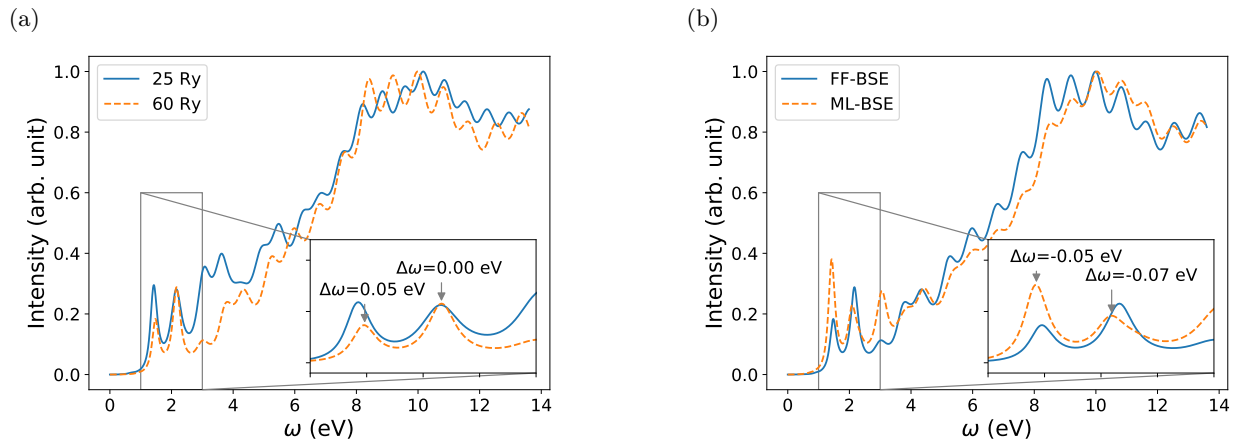 (a)
25 Ry
60 Ry
Intensity (arb. unit)
1.0
0.8
0.6
0.4
0.2
0.0
Δω=0.00 eV
Δω=0.05 eV
0 2 4 6 8 10 12 14
ω (eV)
(b)
FF-BSE
ML-BSE
Intensity (arb. unit)
1.0
0.8
0.6
0.4
0.2
0.0
Δω=-0.05 eV
Δω=-0.07 eV
0 2 4 6 8 10 12 14
ω (eV)